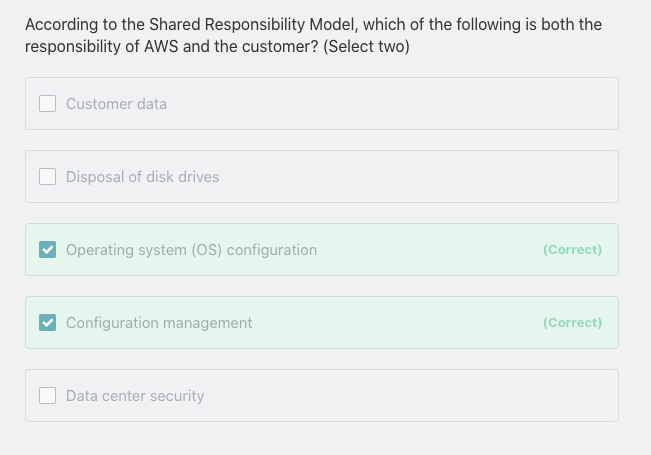 According to the Shared Responsibility Model, which of the following is both the
responsibility of AWS and the customer? (Select two)
Customer data
Disposal of disk drives
Operating system (OS) configuration (Correct)
Configuration management (Correct)
Data center security